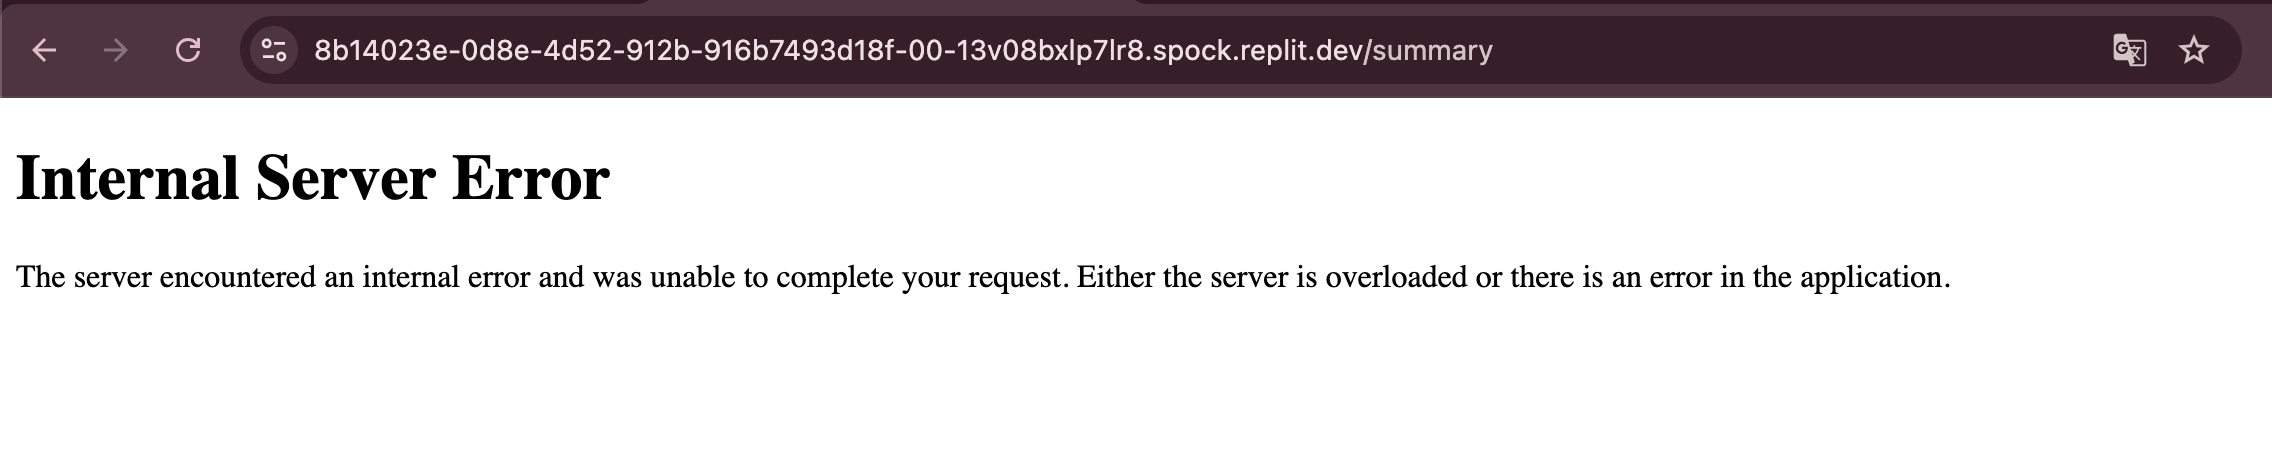 8b14023e-0d8e-4d52-912b-916b7493d18f-00-13v08bxlp7lr8.spock.replit.dev/summary
Internal Server Error
The server encountered an internal error and was unable to complete your request. Either the server is overloaded or there is an error in the application.